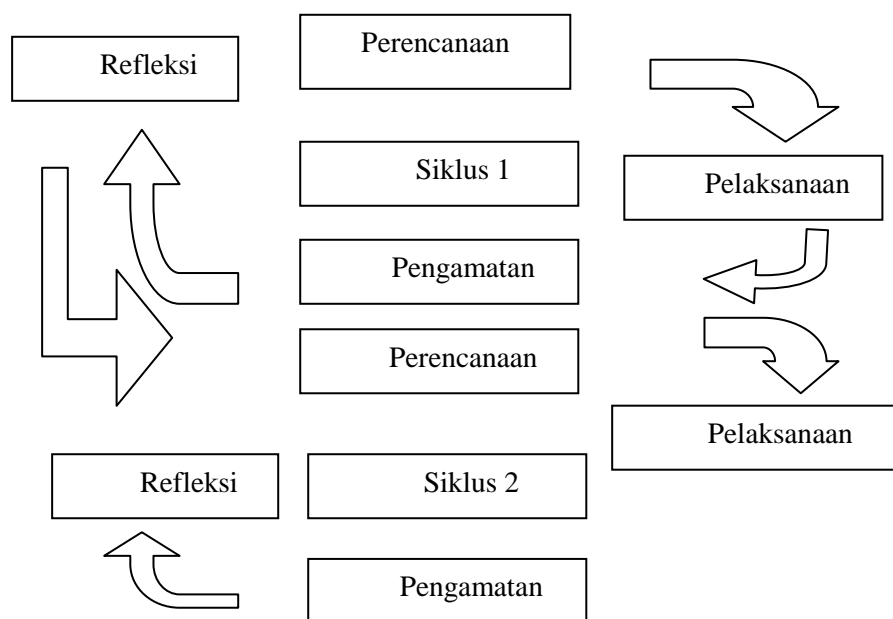 Refleksi
Perencanaan
Siklus 1
Pelaksanaan
Pengamatan
Perencanaan
Pelaksanaan
Refleksi
Siklus 2
Pengamatan